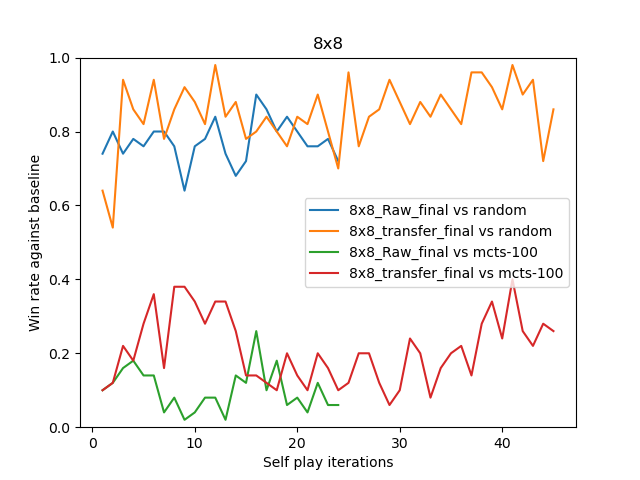 8x8
Win rate against baseline
1.0
0.8
0.6
0.4
0.2
0.0
8x8_Raw_final vs random
8x8_transfer_final vs random
8x8_Raw_final vs mcts-100
8x8_transfer_final vs mcts-100
0 10 20 30 40
Self play iterations